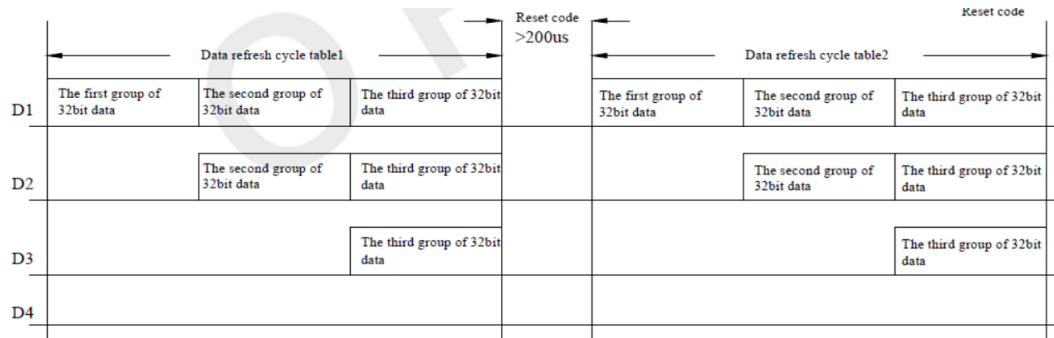 Reset code
>200us
Reset code
Data refresh cycle table1
Data refresh cycle table2
D1
The first group of
32bit data
The second group of
32bit data
The third group of 32bit
data
The first group of
32bit data
The second group of
32bit data
The third group of 32bit
data
D2
The second group of
32bit data
The third group of 32bit
data
The second group of
32bit data
The third group of 32bit
data
D3
The third group of 32bit
data
The third group of 32bit
data
D4